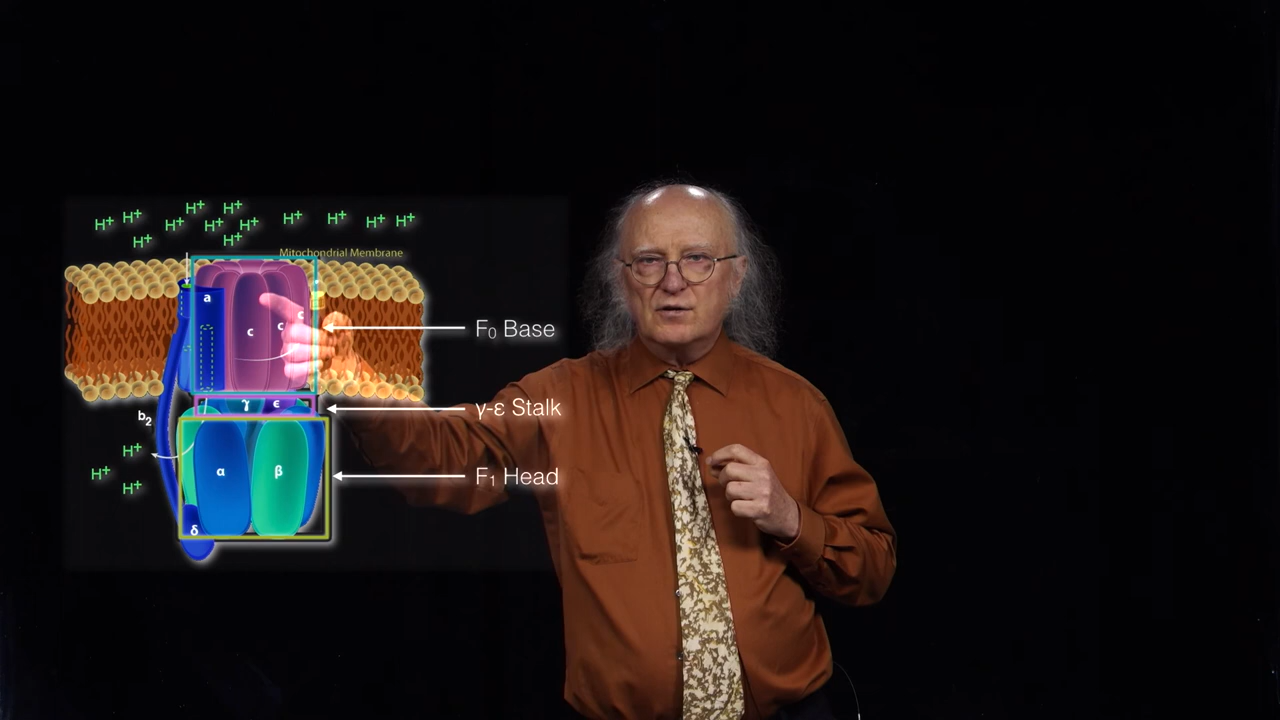 H⁺ H⁺ H⁺ H⁺ H⁺ H⁺ H⁺ H⁺ H⁺ H⁺ H⁺ H⁺ H⁺
Mitochondrial Membrane
a
c c c
F₀ Base
γ ε
γ-ε Stalk
b₂
H⁺
H⁺
H⁺
α β
F₁ Head
δ